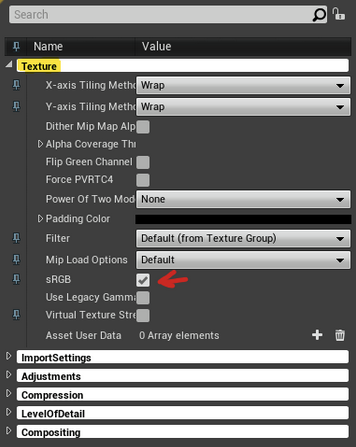 Search
Name Value
Texture
X-axis Tiling Metho Wrap
Y-axis Tiling Metho Wrap
Dither Mip Map Alp
Alpha Coverage Thr
Flip Green Channel
Force PVRTC4
Power Of Two Mod None
Padding Color
Filter Default (from Texture Group)
Mip Load Options Default
sRGB
Use Legacy Gamma
Virtual Texture Stre
Asset User Data 0 Array elements
ImportSettings
Adjustments
Compression
LevelOfDetail
Compositing